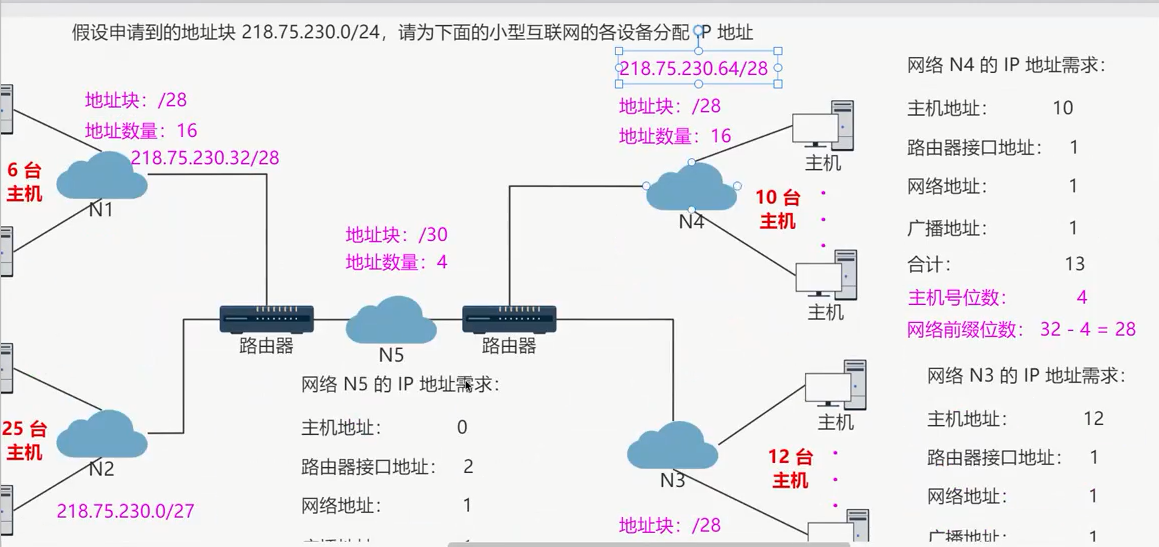 假设申请到的地址块 218.75.230.0/24，请为下面的小型互联网的各设备分配 IP 地址
218.75.230.64/28
地址块：/28
地址数量：16
218.75.230.32/28
6 台
主机
N1
地址块：/28
地址数量：16
主机
10 台
主机
N4
主机
地址块：/30
地址数量：4
路由器
N5
路由器
网络 N5 的 IP 地址需求：
主机地址： 0
路由器接口地址： 2
网络地址： 1
25 台
主机
N2
218.75.230.0/27
主机
12 台
主机
N3
地址块：/28
网络 N4 的 IP 地址需求：
主机地址： 10
路由器接口地址： 1
网络地址： 1
广播地址： 1
合计： 13
主机号位数： 4
网络前缀位数： 32 - 4 = 28
网络 N3 的 IP 地址需求：
主机地址： 12
路由器接口地址： 1
网络地址： 1
广播地址： 1